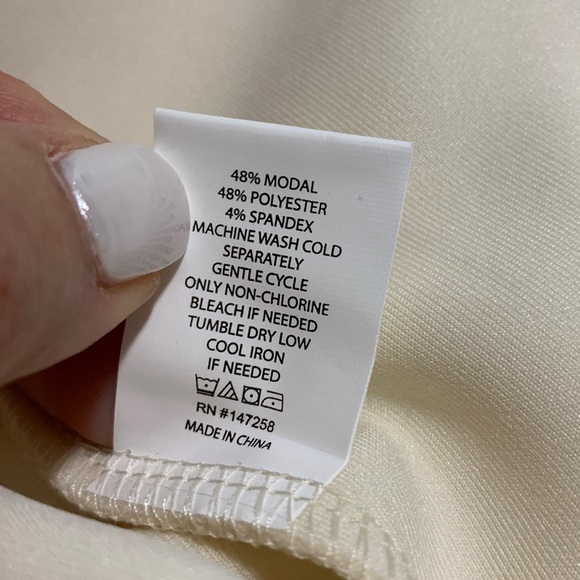 48% MODAL
48% POLYESTER
4% SPANDEX
MACHINE WASH COLD
SEPARATELY
GENTLE CYCLE
ONLY NON-CHLORINE
BLEACH IF NEEDED
TUMBLE DRY LOW
COOL IRON
IF NEEDED
RN #147258
MADE IN CHINA